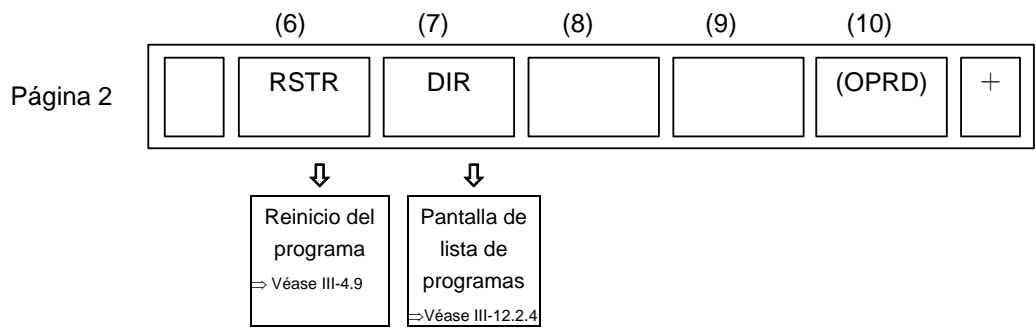 (6) (7) (8) (9) (10)
Página 2 RSTR DIR (OPRD) +
Reinicio del
programa
⇒ Véase III-4.9
Pantalla de
lista de
programas
⇒Véase III-12.2.4